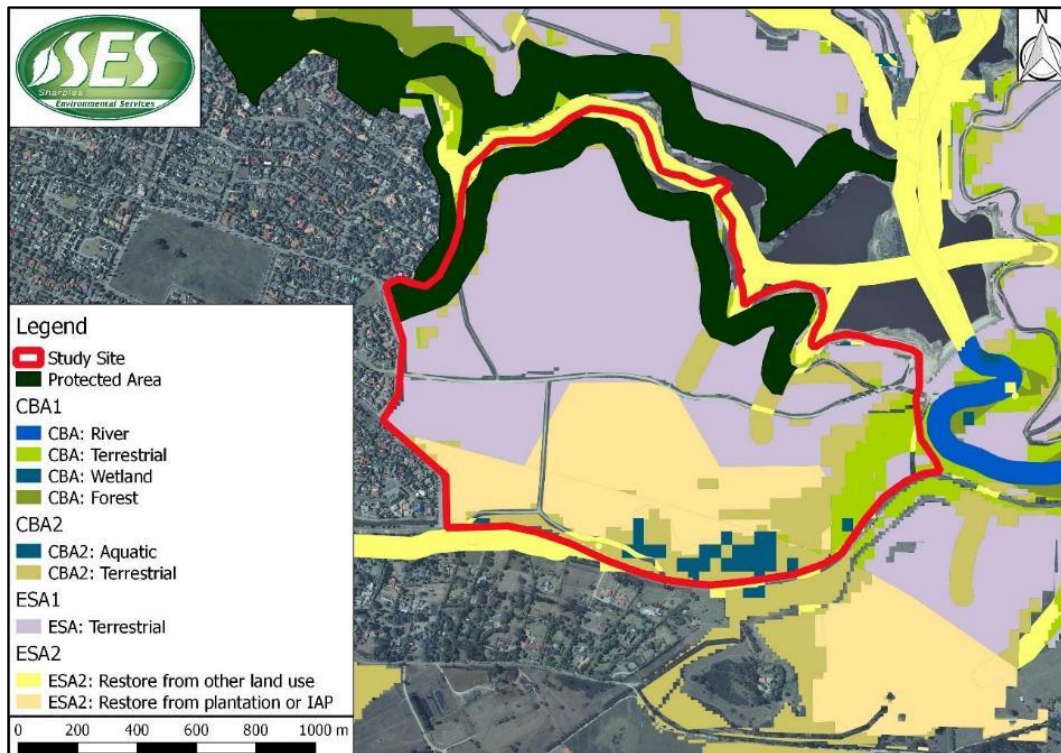 SES
Sharples
Environmental Services
N
Legend
Study Site
Protected Area
CBA1
CBA: River
CBA: Terrestrial
CBA: Wetland
CBA: Forest
CBA2
CBA2: Aquatic
CBA2: Terrestrial
ESA1
ESA: Terrestrial
ESA2
ESA2: Restore from other land use
ESA2: Restore from plantation or IAP
0 200 400 600 800 1000 m